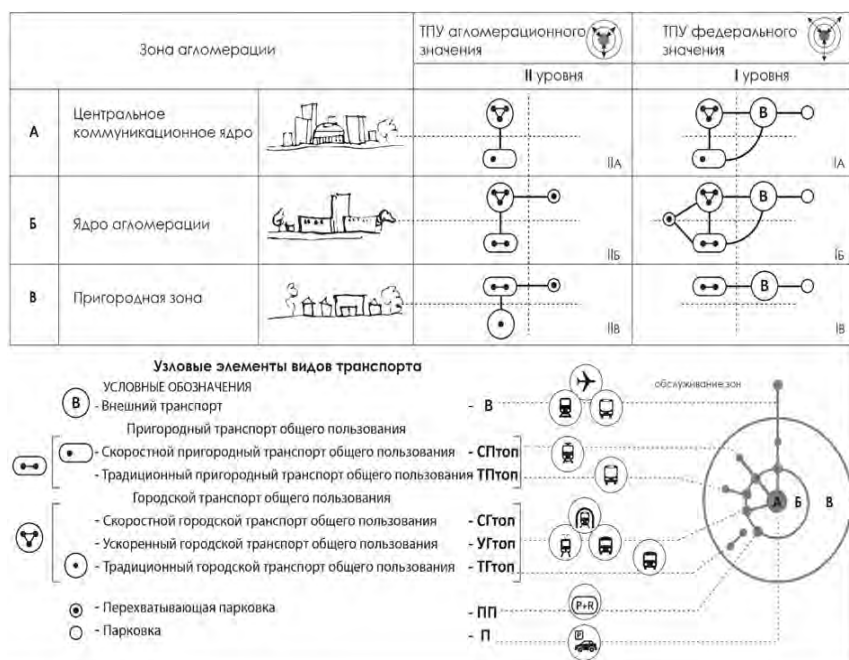 Зона агломерации
ТПУ агломерационного
значения
ТПУ федерального
значения
II уровня
I уровня
А
Центральное
коммуникационное ядро
IIА
В
IА
Б
Ядро агломерации
IIБ
В
IБ
В
Пригородная зона
IIВ
В
IВ
Узловые элементы видов транспорта
УСЛОВНЫЕ ОБОЗНАЧЕНИЯ
обслуживание зон
В - Внешний транспорт - В
Пригородный транспорт общего пользования
- Скоростной пригородный транспорт общего пользования - СПтоп
- Традиционный пригородный транспорт общего пользования - ТПтоп
Городской транспорт общего пользования
- Скоростной городской транспорт общего пользования - СГтоп
- Ускоренный городской транспорт общего пользования - УГтоп
- Традиционный городской транспорт общего пользования - ТГтоп
- Перехватывающая парковка - ПП
P+R
- Парковка - П
P
А Б В